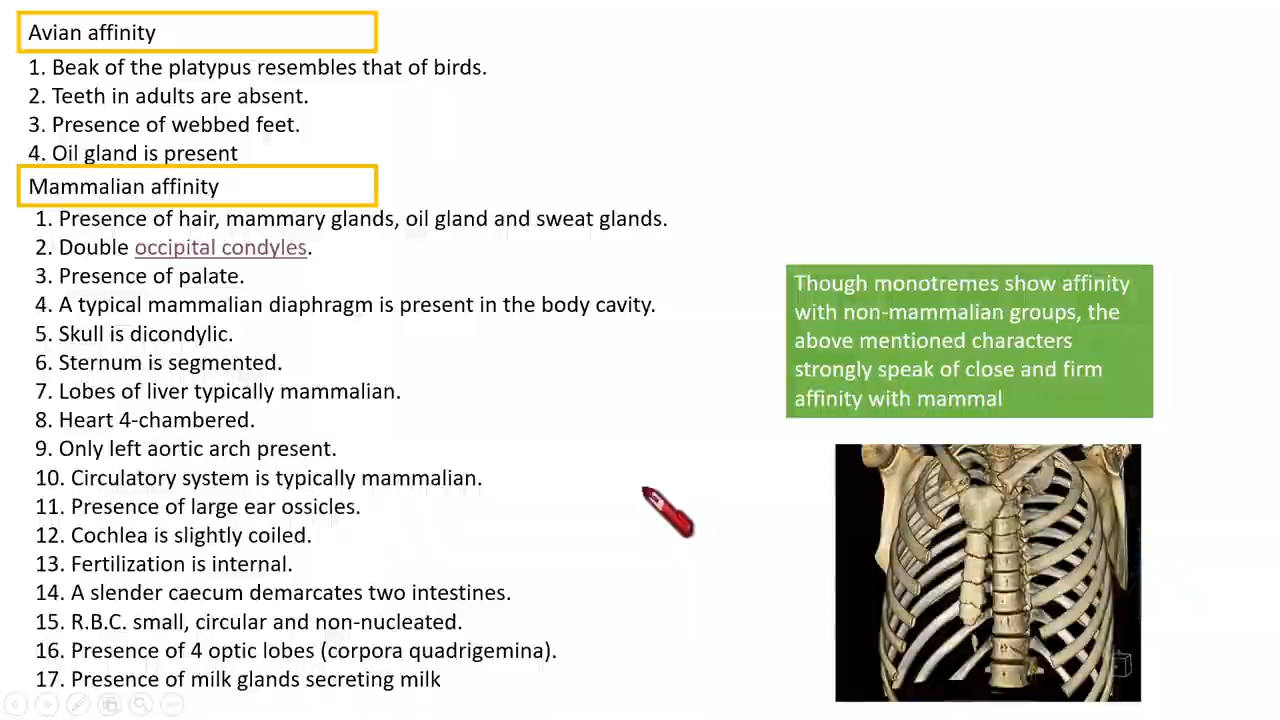 Avian affinity
1. Beak of the platypus resembles that of birds.
2. Teeth in adults are absent.
3. Presence of webbed feet.
4. Oil gland is present
Mammalian affinity
1. Presence of hair, mammary glands, oil gland and sweat glands.
2. Double occipital condyles.
3. Presence of palate.
4. A typical mammalian diaphragm is present in the body cavity.
5. Skull is dicondylic.
6. Sternum is segmented.
7. Lobes of liver typically mammalian.
8. Heart 4-chambered.
9. Only left aortic arch present.
10. Circulatory system is typically mammalian.
11. Presence of large ear ossicles.
12. Cochlea is slightly coiled.
13. Fertilization is internal.
14. A slender caecum demarcates two intestines.
15. R.B.C. small, circular and non-nucleated.
16. Presence of 4 optic lobes (corpora quadrigemina).
17. Presence of milk glands secreting milk
Though monotremes show affinity
with non-mammalian groups, the
above mentioned characters
strongly speak of close and firm
affinity with mammal